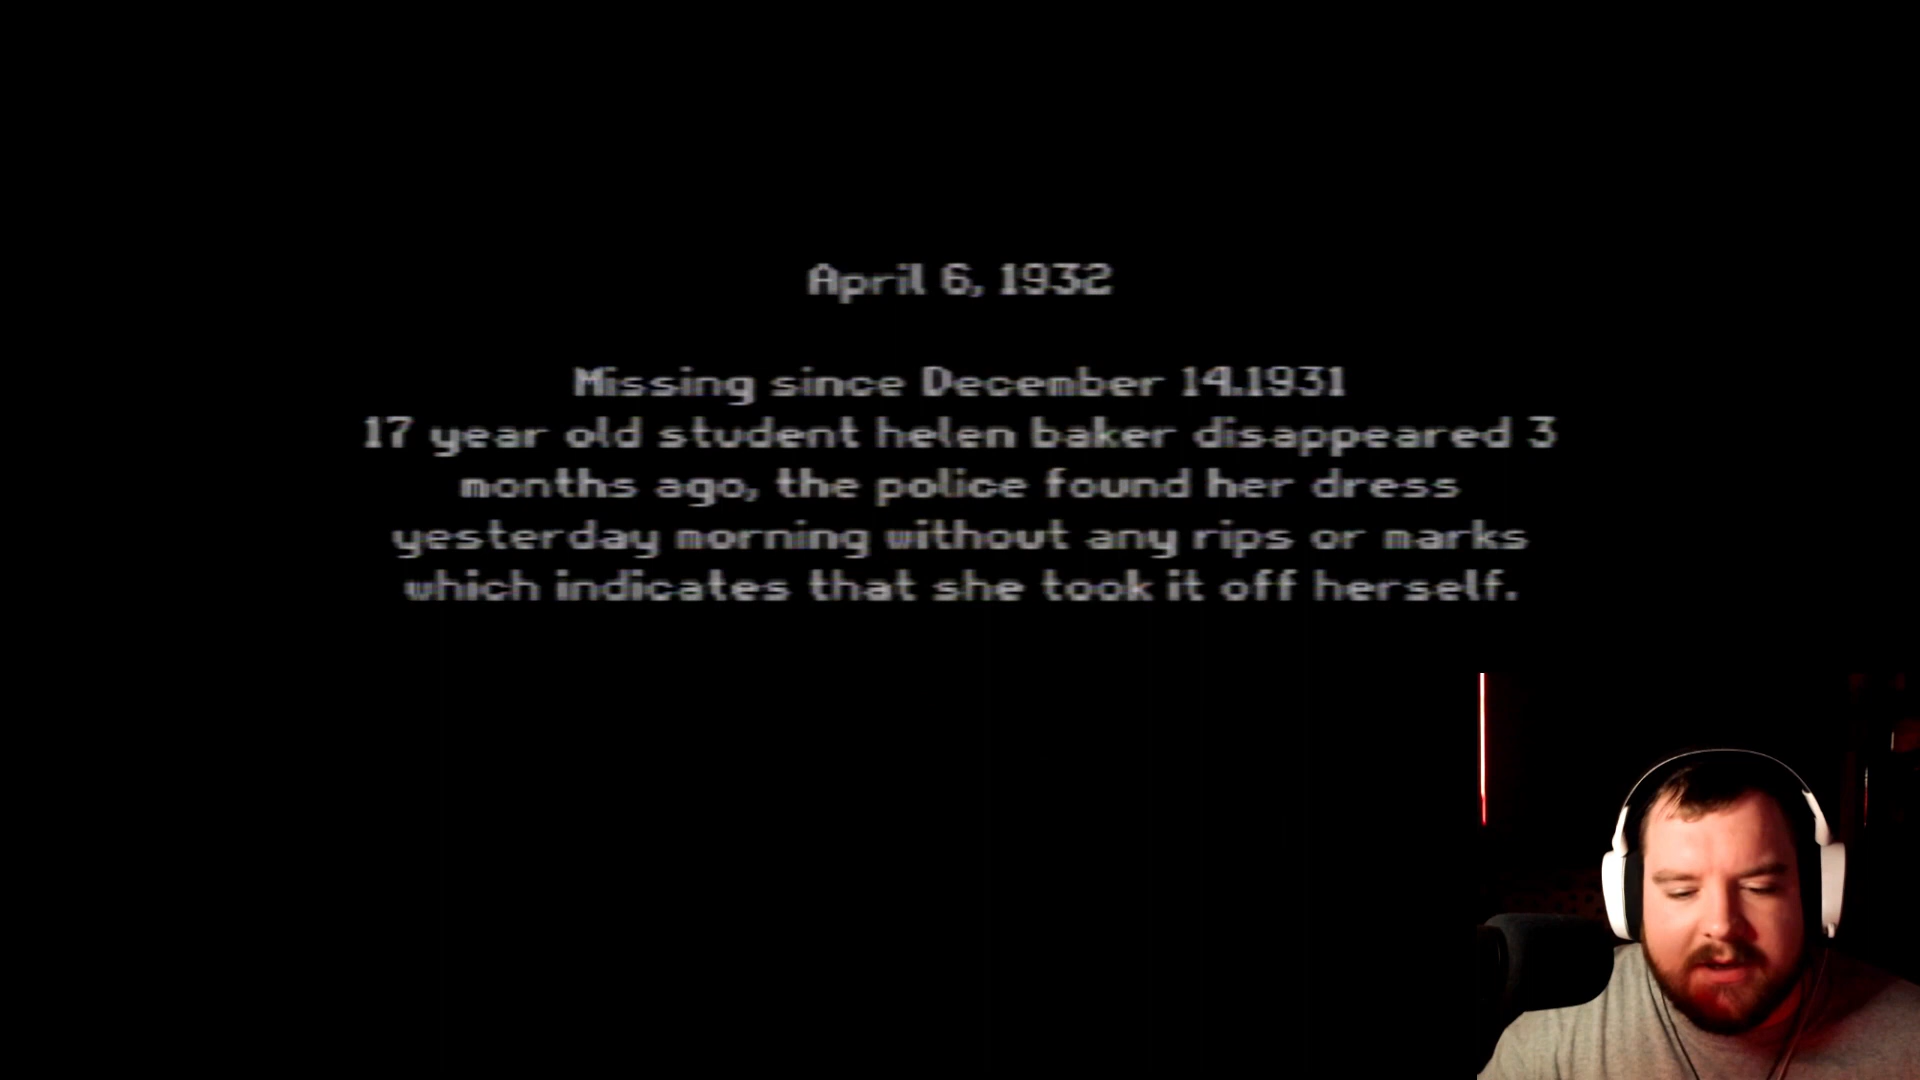 April 6, 1932
Missing since December 14.1931
17 year old student helen baker disappeared 3
months ago, the police found her dress
yesterday morning without any rips or marks
which indicates that she took it off herself.